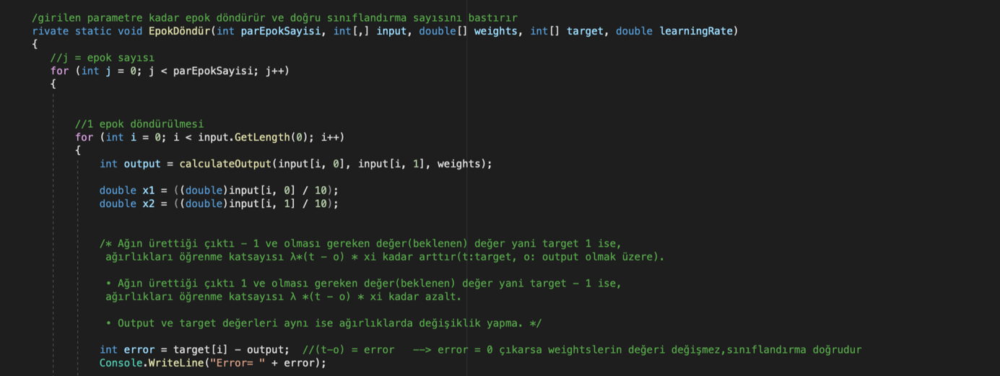 /girilen parametre kadar epok döndürür ve doğru sınıflandırma sayısını bastırır
rivate static void EpokDöndür(int parEpokSayisi, int[,] input, double[] weights, int[] target, double learningRate)
{
//j = epok sayısı
for (int j = 0; j < parEpokSayisi; j++)
{
//1 epok döndürülmesi
for (int i = 0; i < input.GetLength(0); i++)
{
int output = calculateOutput(input[i, 0], input[i, 1], weights);
double x1 = ((double)input[i, 0] / 10);
double x2 = ((double)input[i, 1] / 10);
/* Ağın ürettiği çıktı – 1 ve olması gereken değer(beklenen) değer yani target 1 ise,
ağırlıkları öğrenme katsayısı λ*(t – o) * xi kadar arttır(t:target, o: output olmak üzere).
• Ağın ürettiği çıktı 1 ve olması gereken değer(beklenen) değer yani target – 1 ise,
ağırlıkları öğrenme katsayısı λ *(t – o) * xi kadar azalt.
• Output ve target değerleri aynı ise ağırlıklarda değişiklik yapma. */
int error = target[i] - output;  //(t-o) = error   --> error = 0 çıkarsa weightslerin değeri değişmez,sınıflandırma doğrudur
Console.WriteLine("Error= " + error);